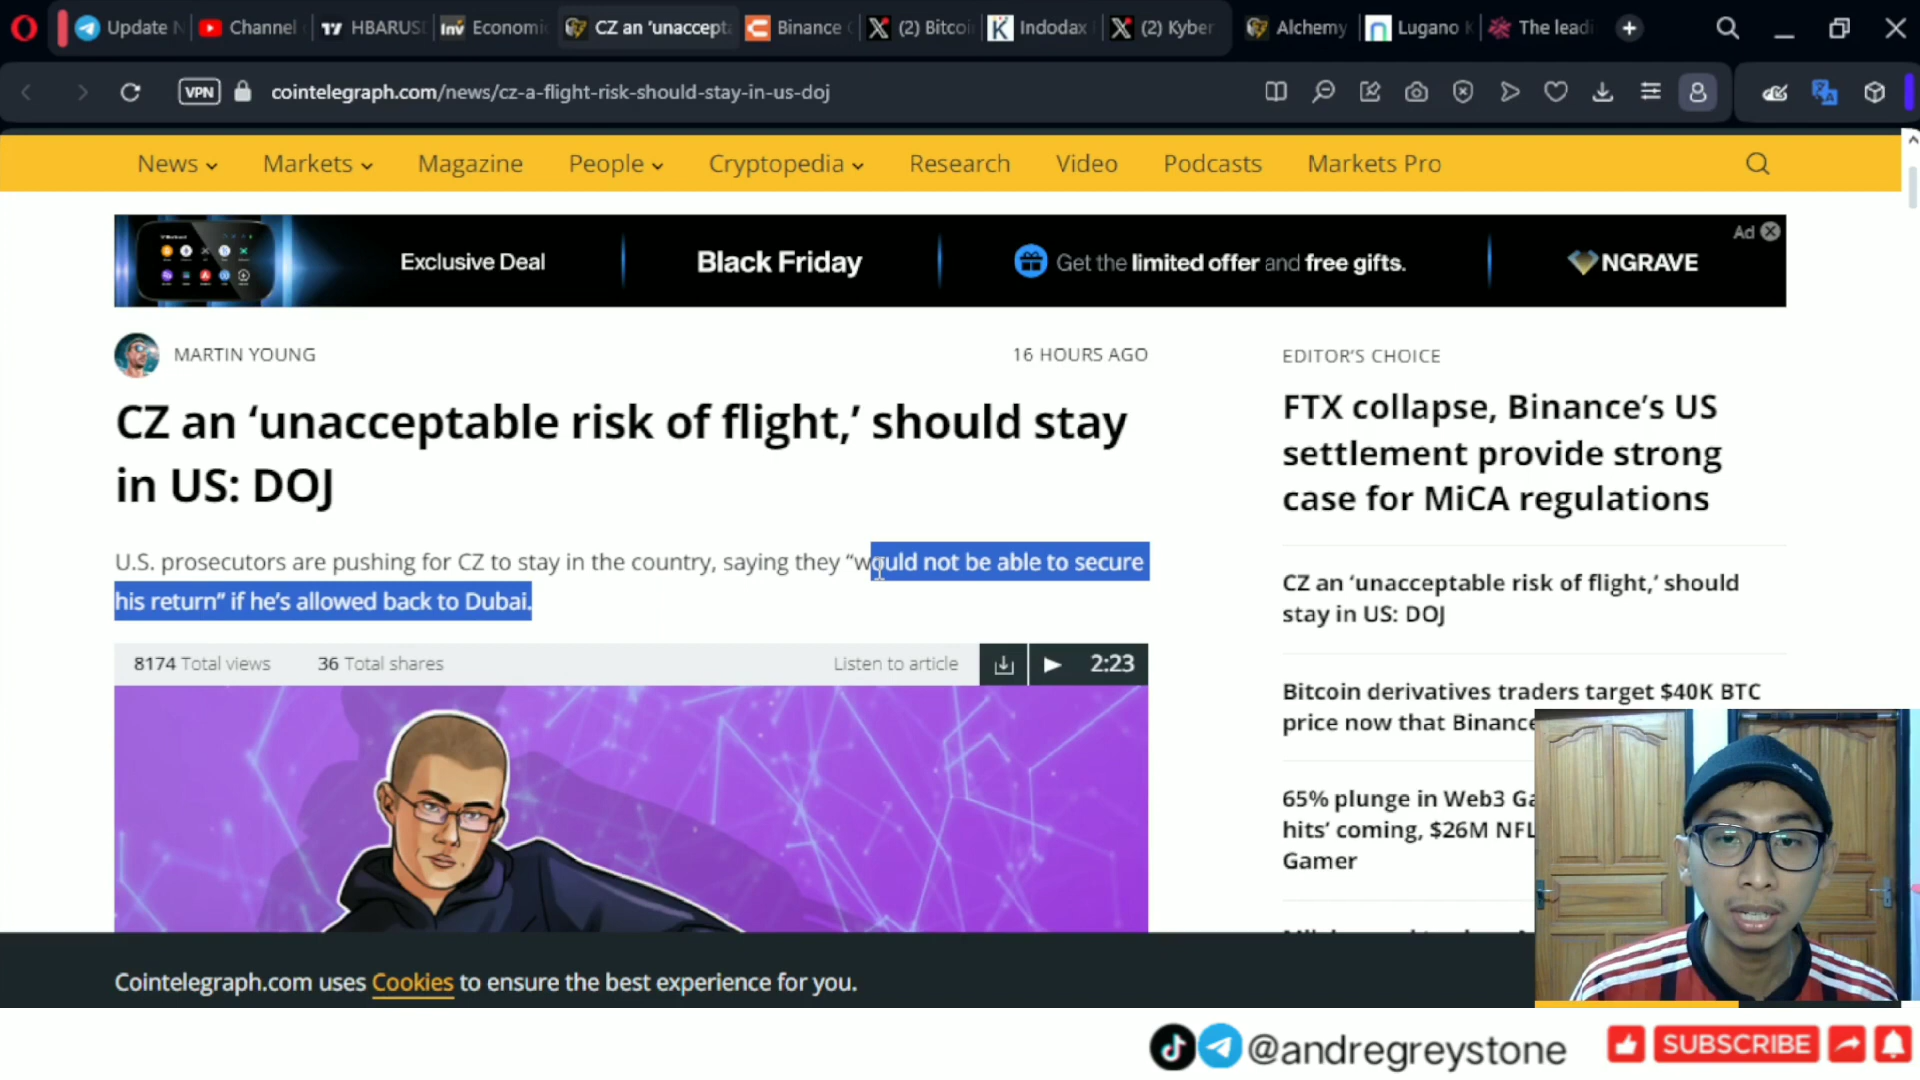 Update
Channel
HBARUSD
Economi
CZ an ‘unaccepta
Binance
(2) Bitcoi
Indodax
(2) Kyber
Alchemy
Lugano
The leadi
VPN
cointelegraph.com/news/cz-a-flight-risk-should-stay-in-us-doj
News
Markets
Magazine
People
Cryptopedia
Research
Video
Podcasts
Markets Pro
Exclusive Deal
Black Friday
Get the limited offer and free gifts.
NGRAVE
Ad
MARTIN YOUNG
16 HOURS AGO
CZ an ‘unacceptable risk of flight,’ should stay
in US: DOJ
U.S. prosecutors are pushing for CZ to stay in the country, saying they “would not be able to secure
his return” if he’s allowed back to Dubai.
8174 Total views
36 Total shares
Listen to article
2:23
EDITOR’S CHOICE
FTX collapse, Binance’s US
settlement provide strong
case for MiCA regulations
CZ an ‘unacceptable risk of flight,’ should
stay in US: DOJ
Bitcoin derivatives traders target $40K BTC
price now that Binance
65% plunge in Web3 Ga
hits’ coming, $26M NFL
Gamer
Cointelegraph.com uses Cookies to ensure the best experience for you.
@andregreystone
SUBSCRIBE